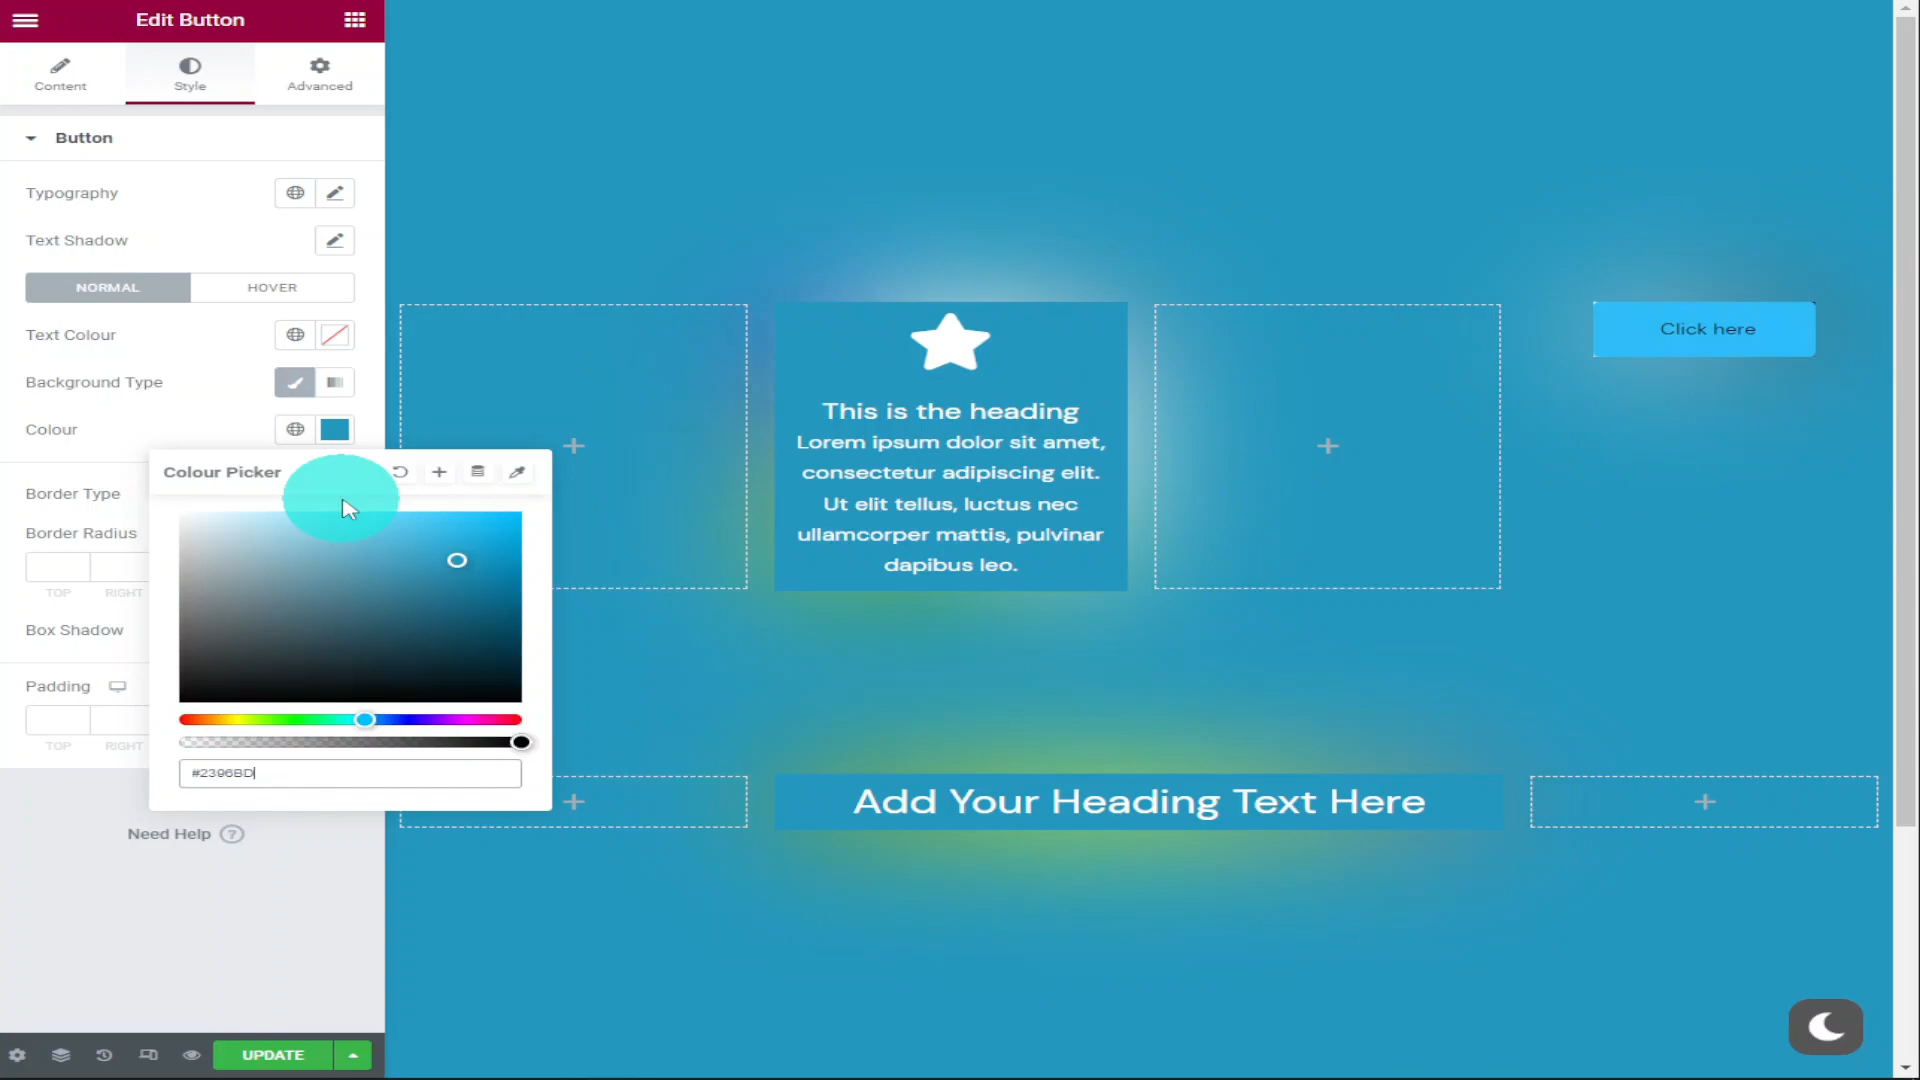 Edit Button
Content
Style
Advanced
Button
Typography
Text Shadow
NORMAL
HOVER
Text Colour
Background Type
Colour
Colour Picker
Border Type
Border Radius
TOP
RIGHT
Box Shadow
Padding
TOP
RIGHT
#2396BD
Need Help ?
UPDATE
This is the heading
Lorem ipsum dolor sit amet,
consectetur adipiscing elit.
Ut elit tellus, luctus nec
ullamcorper mattis, pulvinar
dapibus leo.
Click here
Add Your Heading Text Here